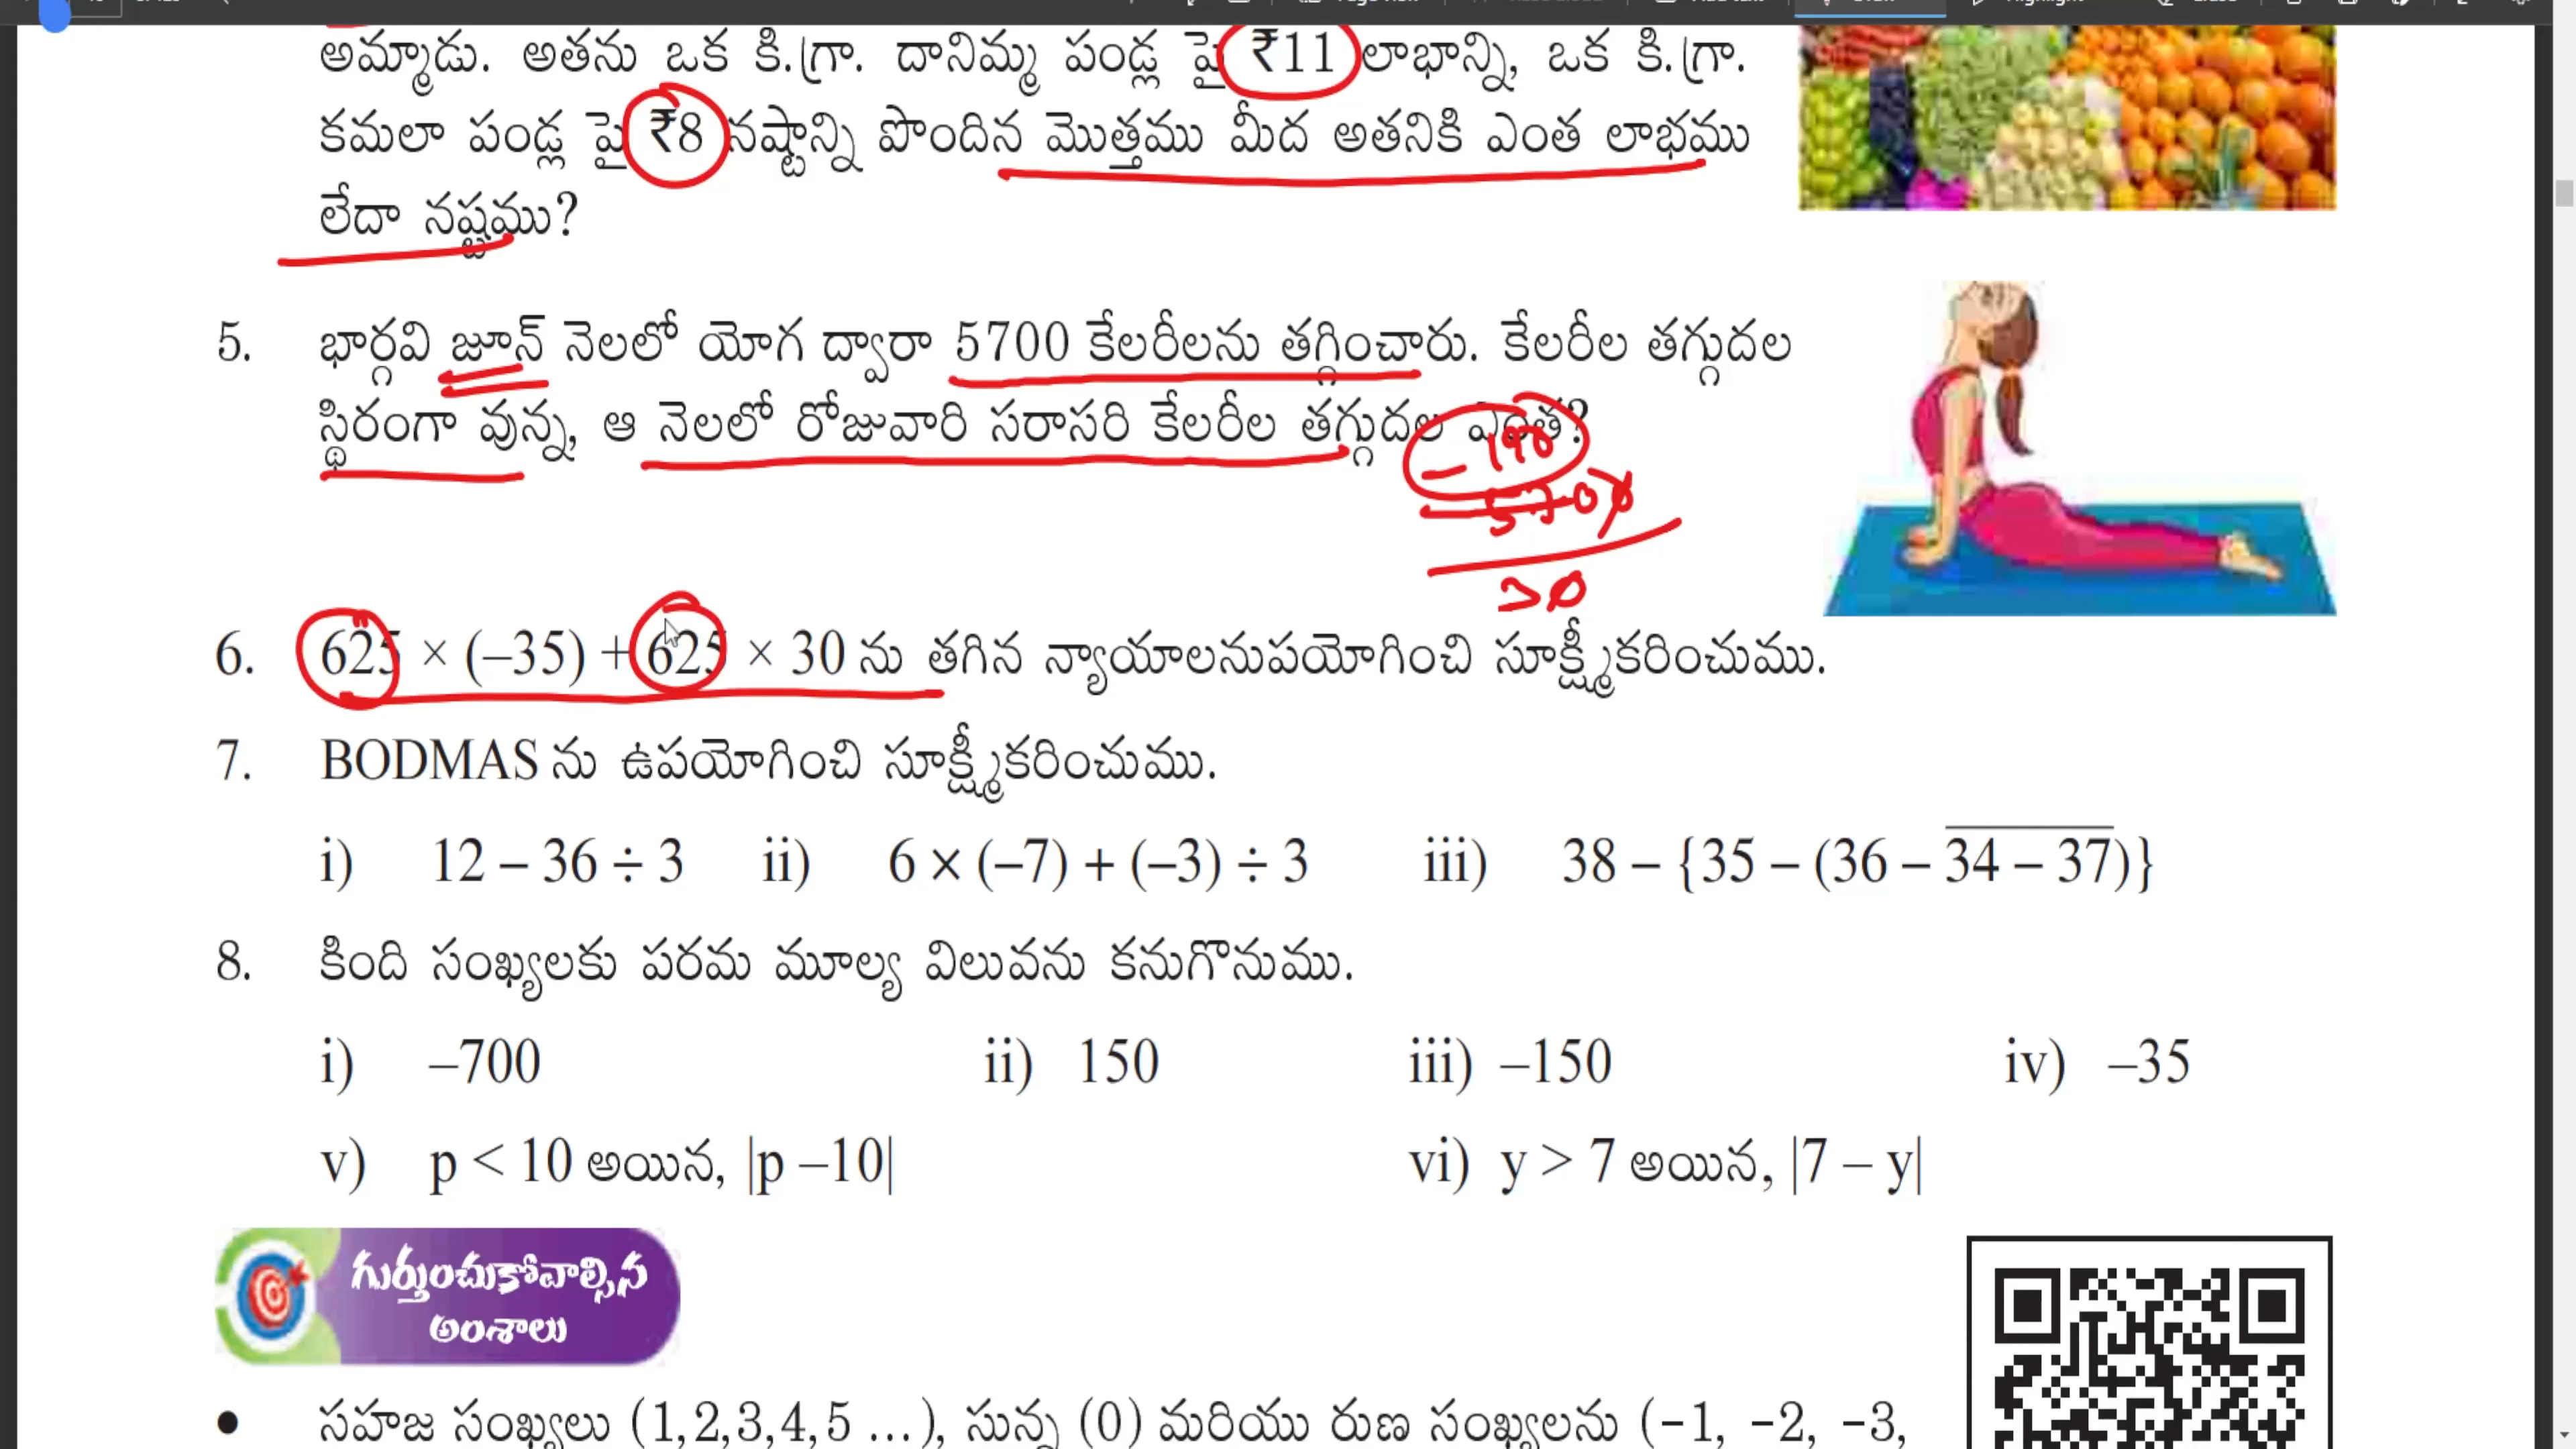 అమ్మాడు. అతను ఒక కి.గ్రా. దానిమ్మ పండ్ల పై ₹11 లాభాన్ని, ఒక కి.గ్రా.
కమలా పండ్ల పై ₹8 నష్టాన్ని పొందిన మొత్తము మీద అతనికి ఎంత లాభము
లేదా నష్టము?
5. భార్గవి జూన్ నెలలో యోగ ద్వారా 5700 కేలరీలను తగ్గించారు. కేలరీల తగ్గుదల
స్థిరంగా వున్న, ఆ నెలలో రోజువారి సరాసరి కేలరీల తగ్గుదల ఎంత?
– 190
5700
30
6. 625 × (–35) + 625 × 30 ను తగిన న్యాయాలనుపయోగించి సూక్ష్మీకరించుము.
7. BODMAS ను ఉపయోగించి సూక్ష్మీకరించుము.
i) 12 – 36 ÷ 3 ii) 6 × (–7) + (–3) ÷ 3 iii) 38 – {35 – (36 – 34 – 37)}
8. కింది సంఖ్యలకు పరమ మూల్య విలువను కనుగొనుము.
i) –700 ii) 150 iii) –150 iv) –35
v) p < 10 అయిన, |p –10| vi) y > 7 అయిన, |7 – y|
గుర్తుంచుకోవాల్సిన
అంశాలు
• సహజ సంఖ్యలు (1,2,3,4,5 ...), సున్న (0) మరియు రుణ సంఖ్యలను (-1, -2, -3,